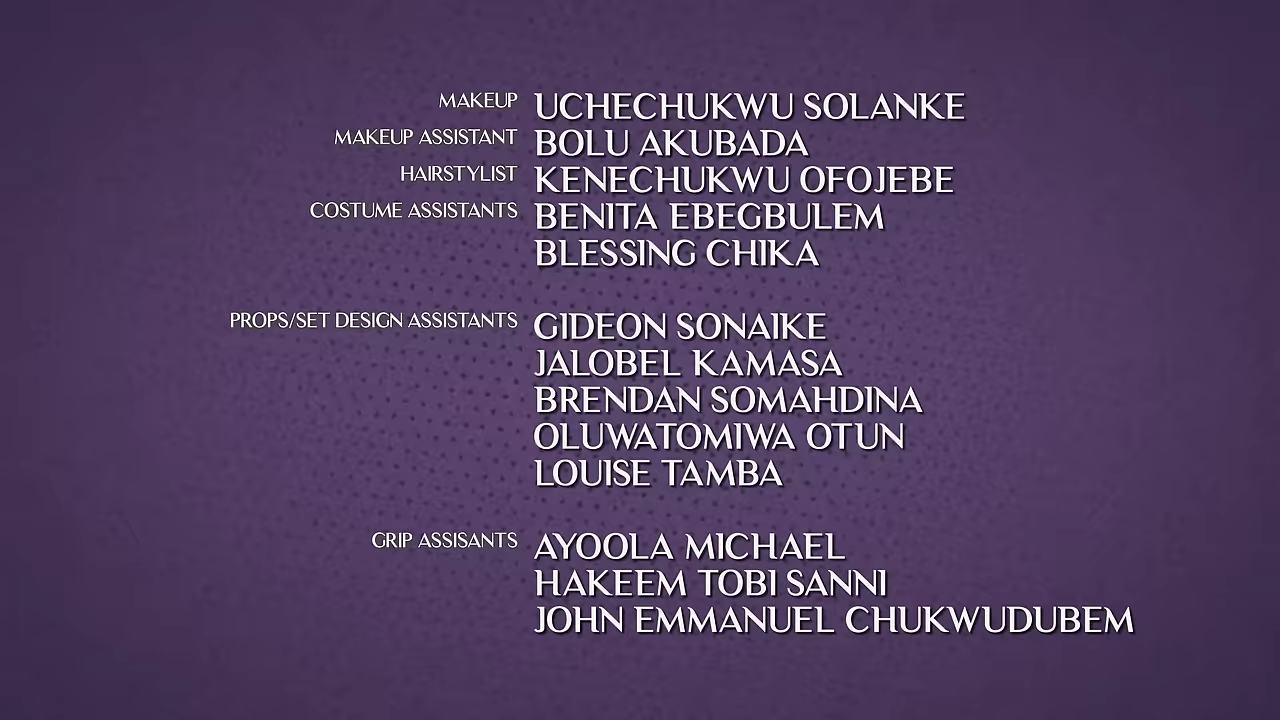 MAKEUP UCHECHUKWU SOLANKE
MAKEUP ASSISTANT BOLU AKUBADA
HAIRSTYLIST KENECHUKWU OFOJEBE
COSTUME ASSISTANTS BENITA EBEGBULEM
BLESSING CHIKA
PROPS/SET DESIGN ASSISTANTS GIDEON SONAIKE
JALOBEL KAMASA
BRENDAN SOMAHDINA
OLUWATOMIWA OTUN
LOUISE TAMBA
GRIP ASSISANTS AYOOLA MICHAEL
HAKEEM TOBI SANNI
JOHN EMMANUEL CHUKWUDUBEM